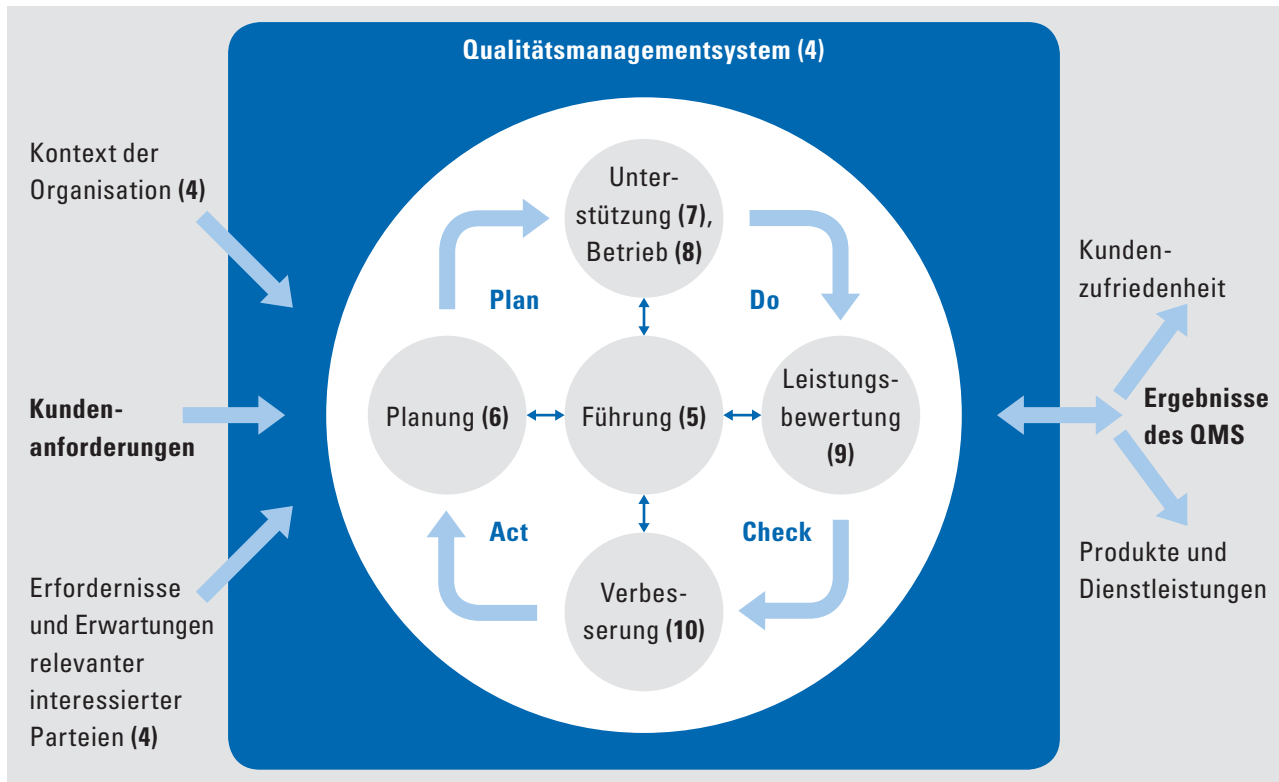 Qualitätsmanagementsystem (4)
Kontext der
Organisation (4)
Kunden-
anforderungen
Erfordernisse
und Erwartungen
relevanter
interessierter
Parteien (4)
Unter-
stützung (7),
Betrieb (8)
Plan
Do
Planung (6)
Führung (5)
Leistungs-
bewertung
(9)
Act
Check
Verbes-
serung (10)
Kunden-
zufriedenheit
Ergebnisse
des QMS
Produkte und
Dienstleistungen